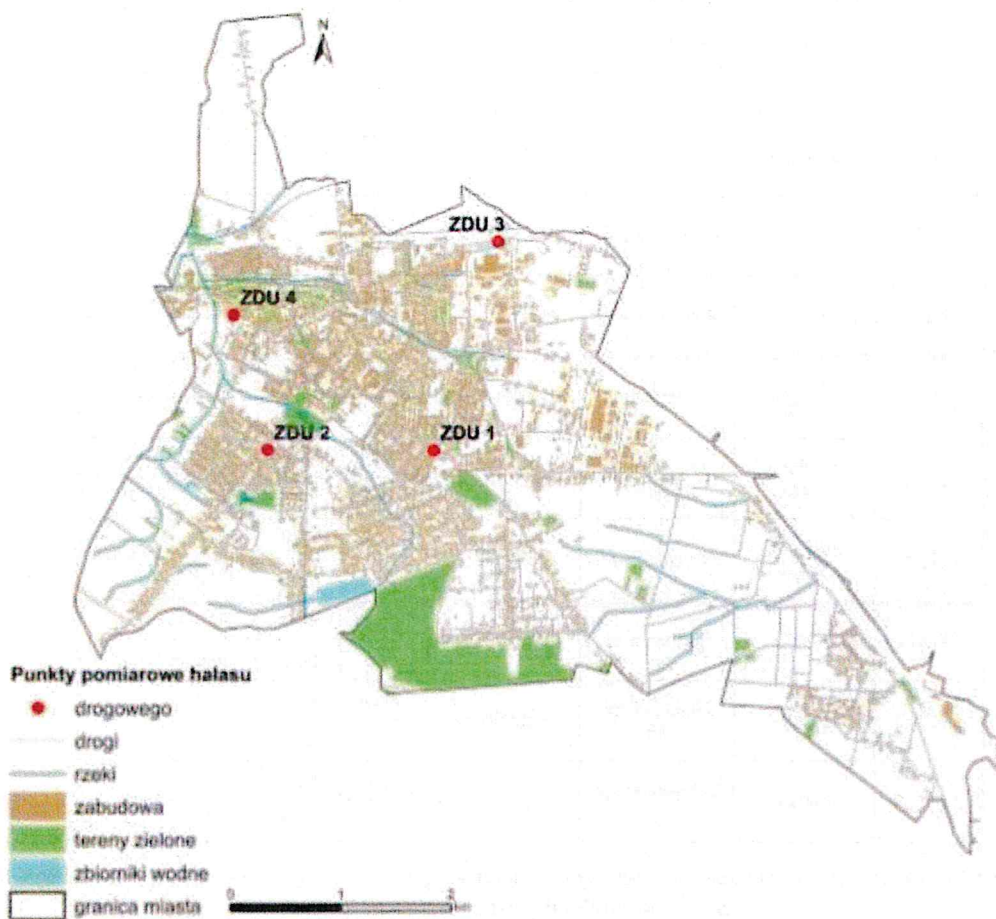 N
ZDU 3
ZDU 4
ZDU 2
ZDU 1
Punkty pomiarowe hałasu
drogowego
drogi
rzeki
zabudowa
tereny zielone
zbiorniki wodne
granica miasta
0 1 2
km